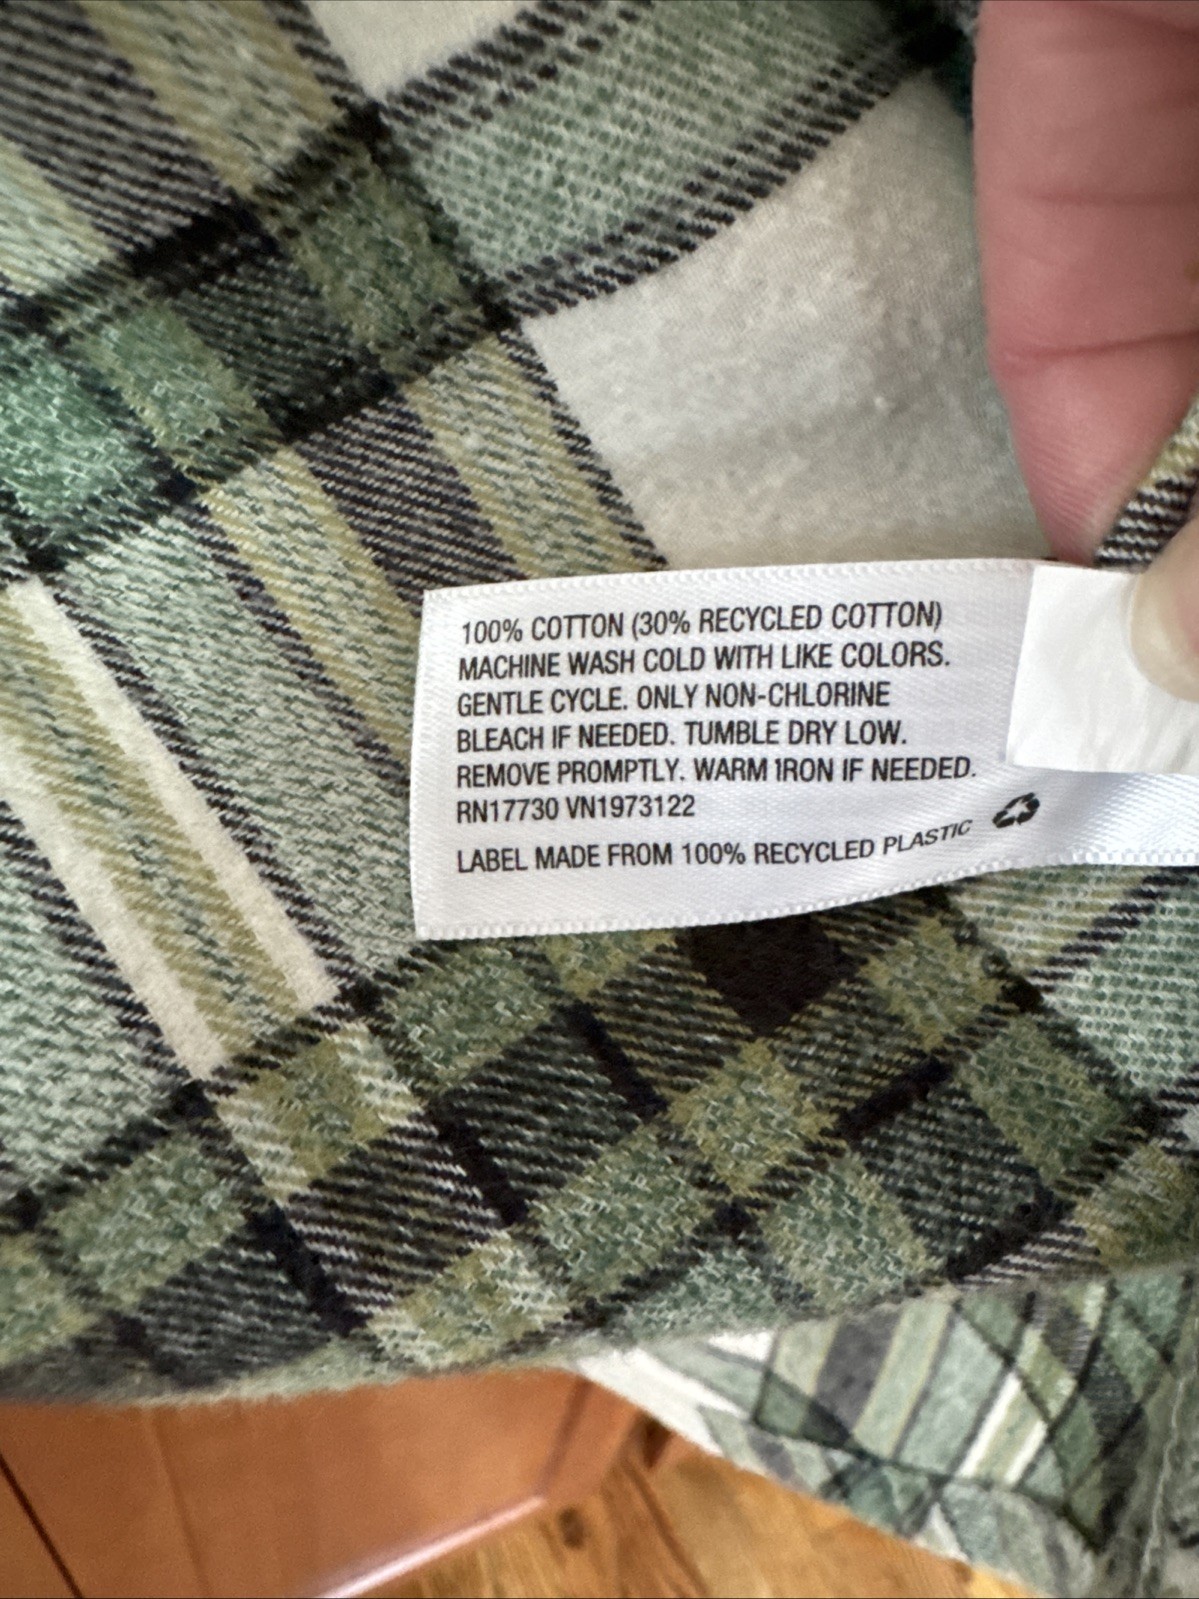 100% COTTON (30% RECYCLED COTTON)
MACHINE WASH COLD WITH LIKE COLORS.
GENTLE CYCLE. ONLY NON-CHLORINE
BLEACH IF NEEDED. TUMBLE DRY LOW.
REMOVE PROMPTLY. WARM IRON IF NEEDED.
RN17730 VN1973122
LABEL MADE FROM 100% RECYCLED PLASTIC